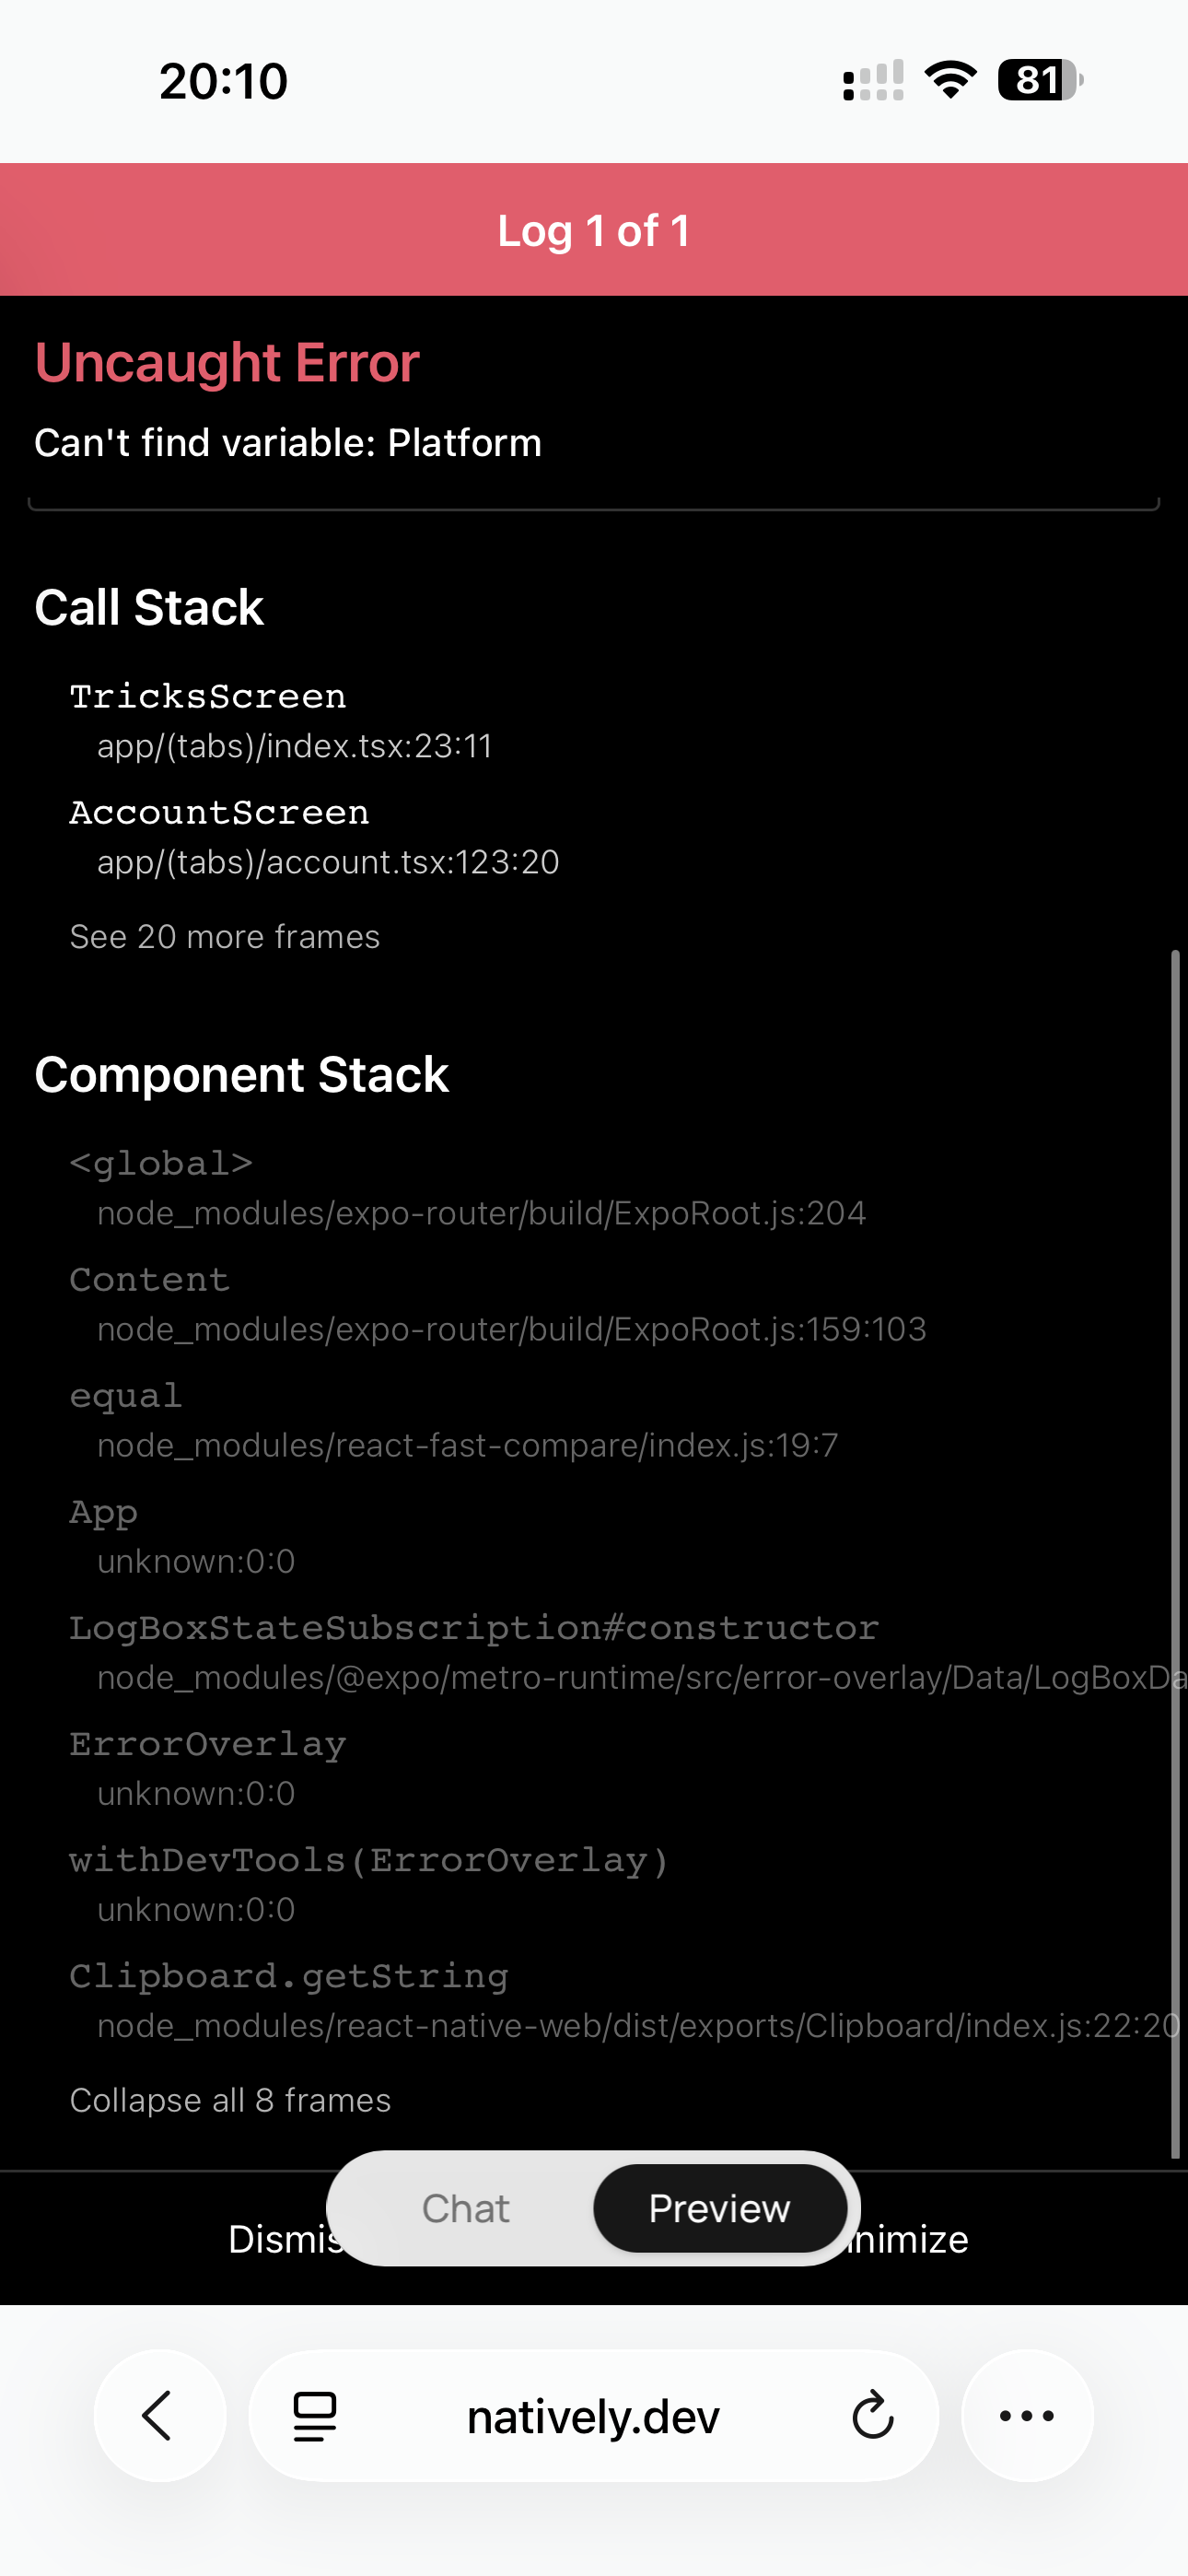 20:10
81
Log 1 of 1
Uncaught Error
Can't find variable: Platform
Call Stack
TricksScreen
app/(tabs)/index.tsx:23:11
AccountScreen
app/(tabs)/account.tsx:123:20
See 20 more frames
Component Stack
<global>
node_modules/expo-router/build/ExpoRoot.js:204
Content
node_modules/expo-router/build/ExpoRoot.js:159:103
equal
node_modules/react-fast-compare/index.js:19:7
App
unknown:0:0
LogBoxStateSubscription#constructor
node_modules/@expo/metro-runtime/src/error-overlay/Data/LogBoxDa
ErrorOverlay
unknown:0:0
withDevTools(ErrorOverlay)
unknown:0:0
Clipboard.getString
node_modules/react-native-web/dist/exports/Clipboard/index.js:22:20
Collapse all 8 frames
Chat Preview
Dismis nimize
natively.dev